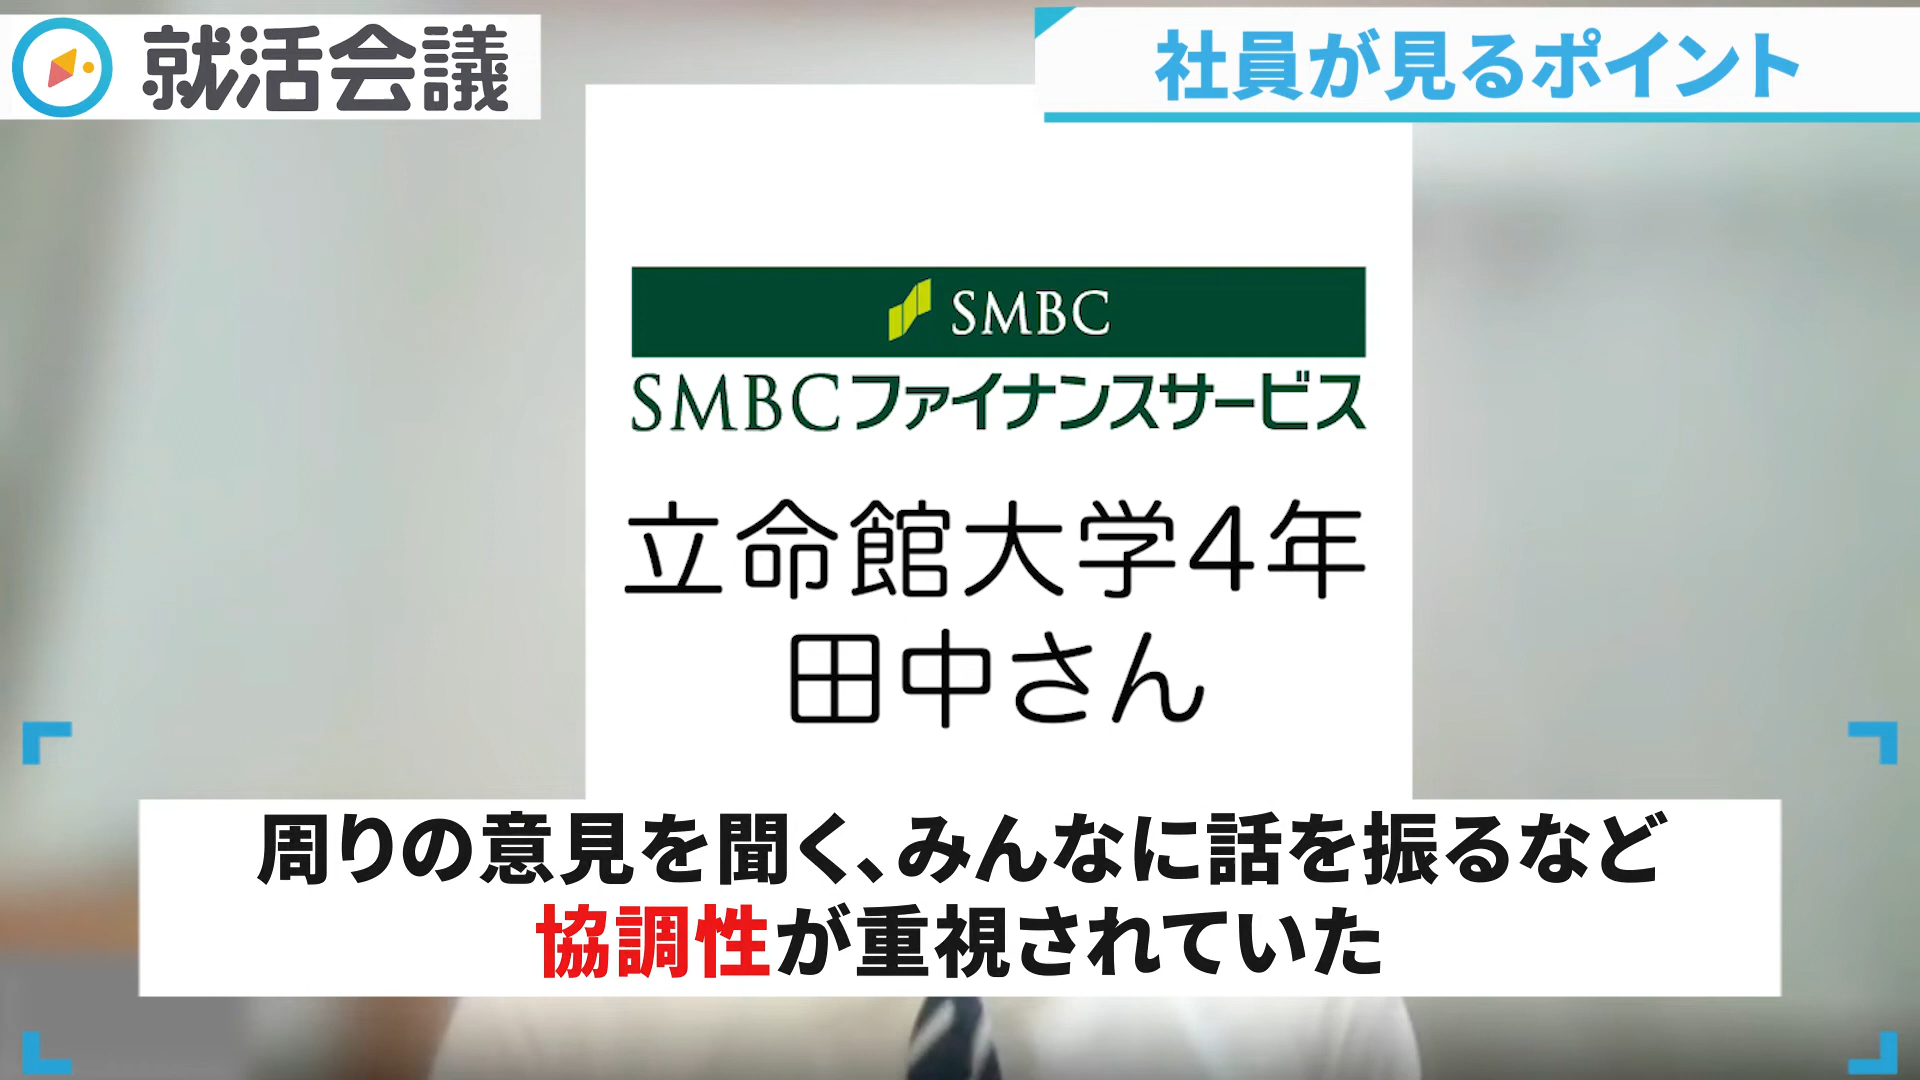 就活会議
社員が見るポイント
SMBC
SMBCファイナンスサービス
立命館大学4年
田中さん
周りの意見を聞く、みんなに話を振るなど
協調性が重視されていた